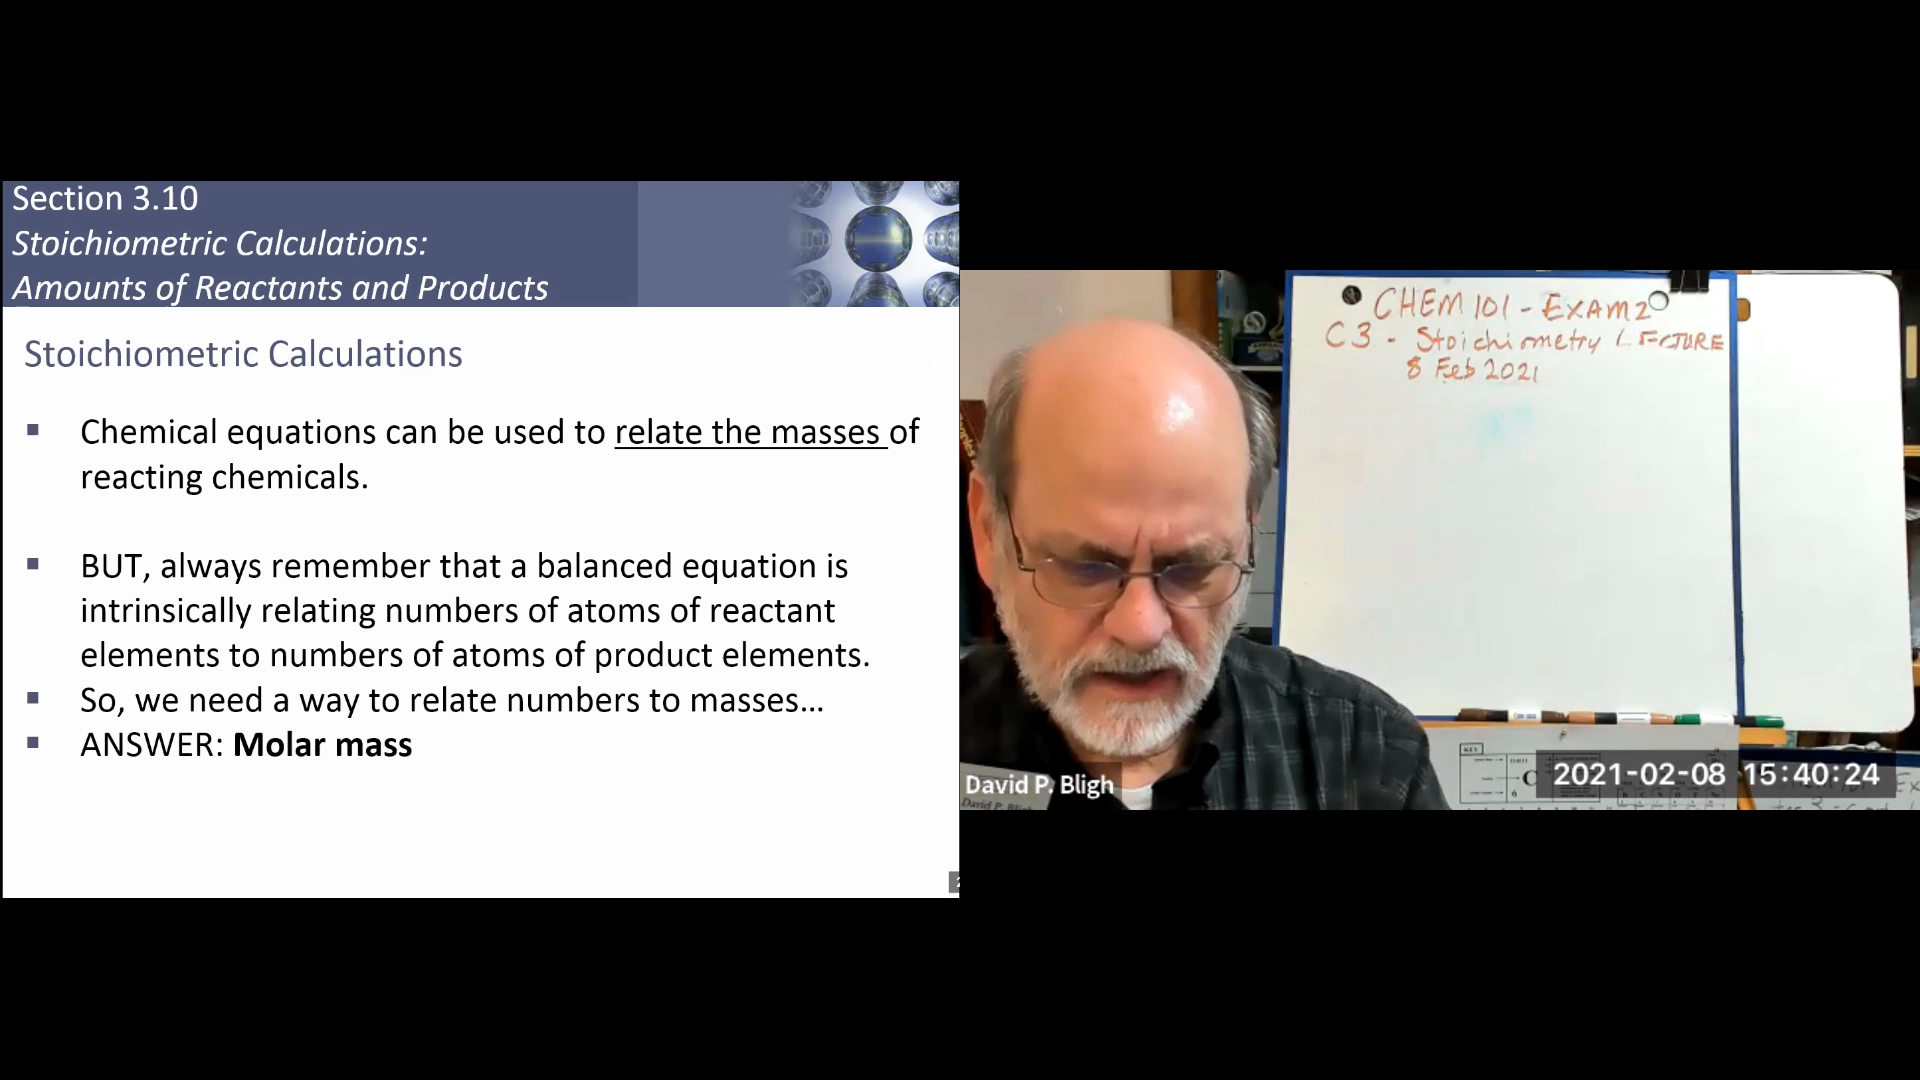 Section 3.10
Stoichiometric Calculations:
Amounts of Reactants and Products
Stoichiometric Calculations
▪ Chemical equations can be used to relate the masses of
reacting chemicals.
▪ BUT, always remember that a balanced equation is
intrinsically relating numbers of atoms of reactant
elements to numbers of atoms of product elements.
▪ So, we need a way to relate numbers to masses…
▪ ANSWER: Molar mass
CHEM 101 - EXAM 2
C3 - Stoichiometry LECTURE
8 Feb 2021
KEY
C
6
David P. Bligh
2021-02-08 15:40:24